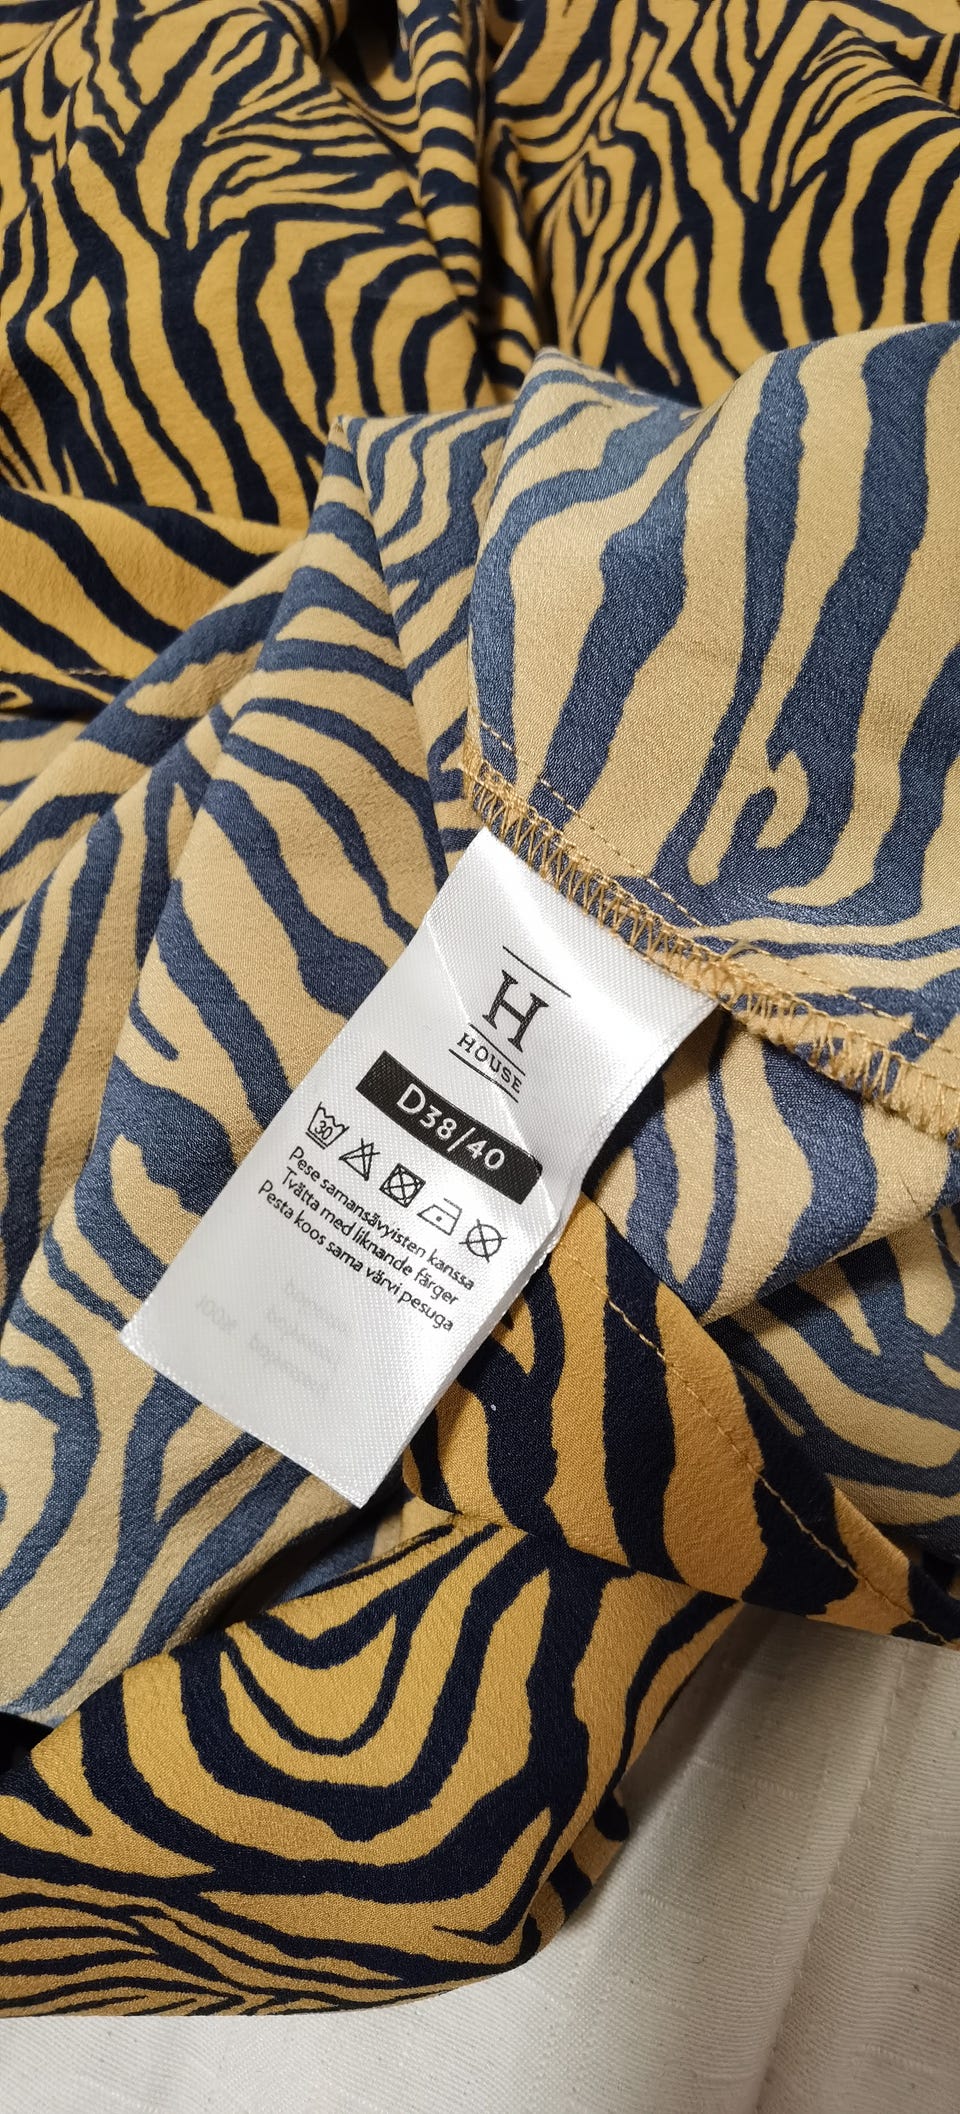 H
HOUSE
D38/40
30
Pese samansävyisten kanssa
Tvätta med liknande färger
Pesta koos sama värvi pesuga